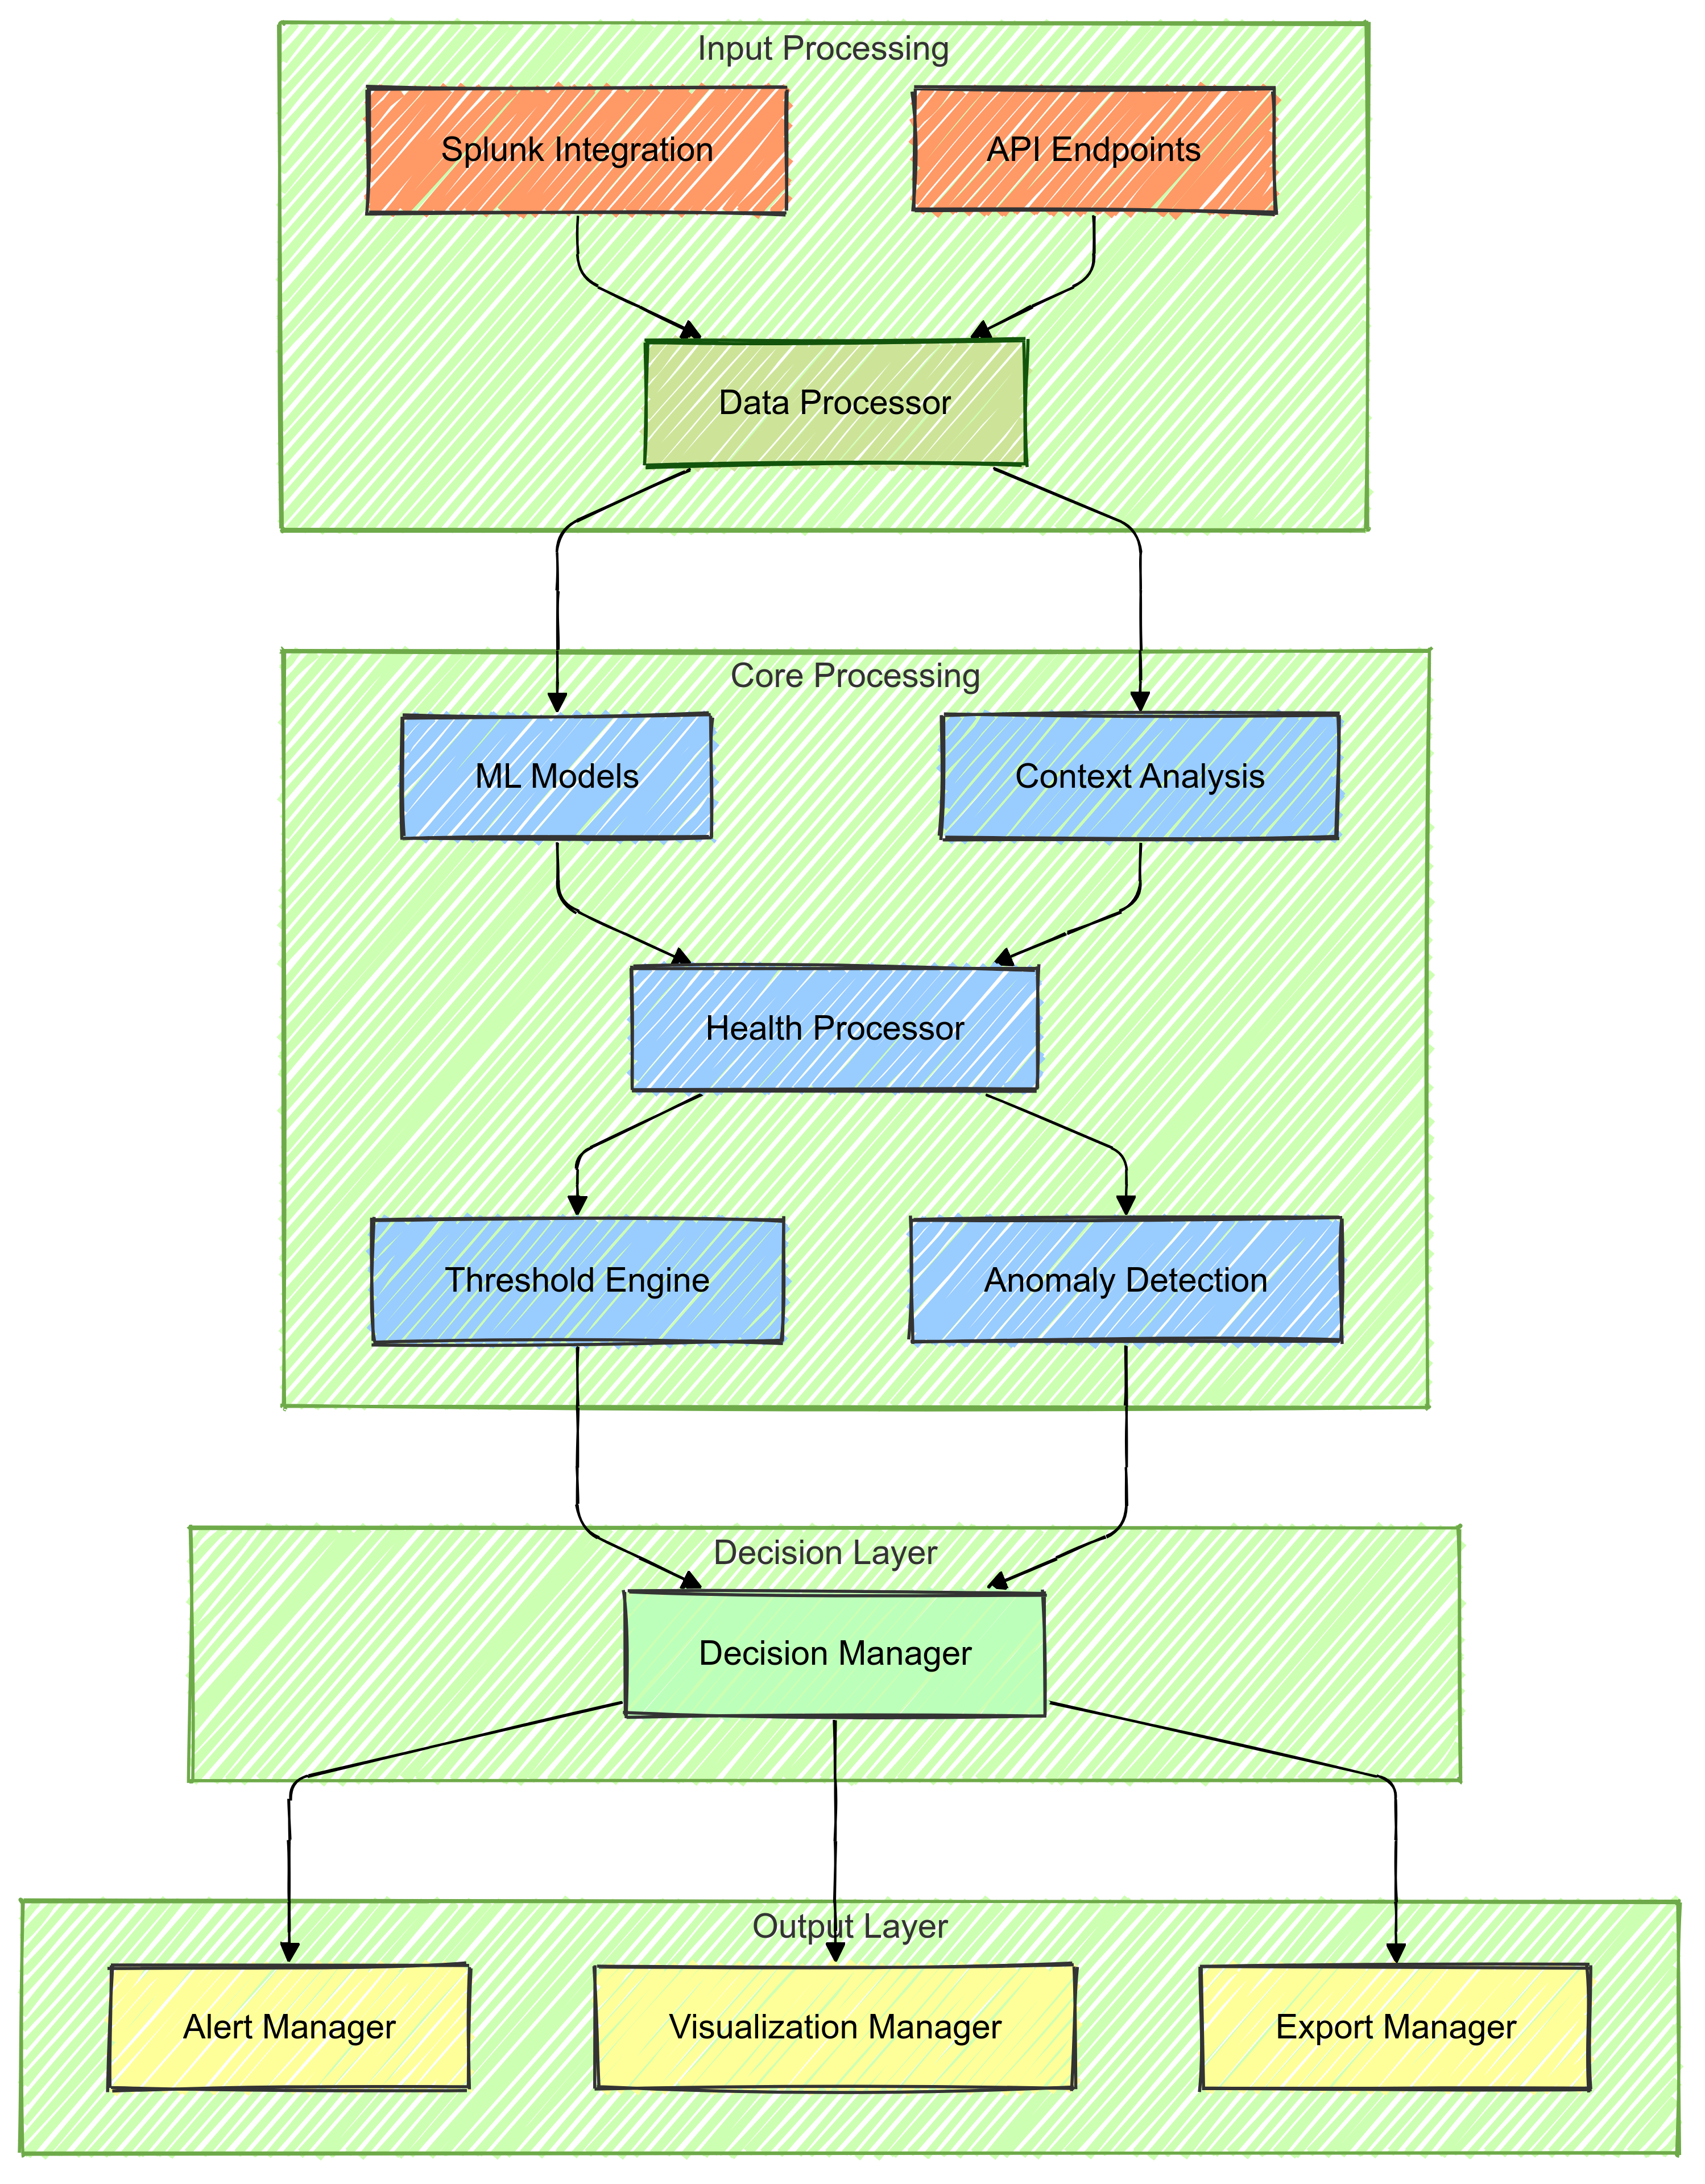 Input Processing
Splunk Integration
API Endpoints
Data Processor
Core Processing
ML Models
Context Analysis
Health Processor
Threshold Engine
Anomaly Detection
Decision Layer
Decision Manager
Output Layer
Alert Manager
Visualization Manager
Export Manager